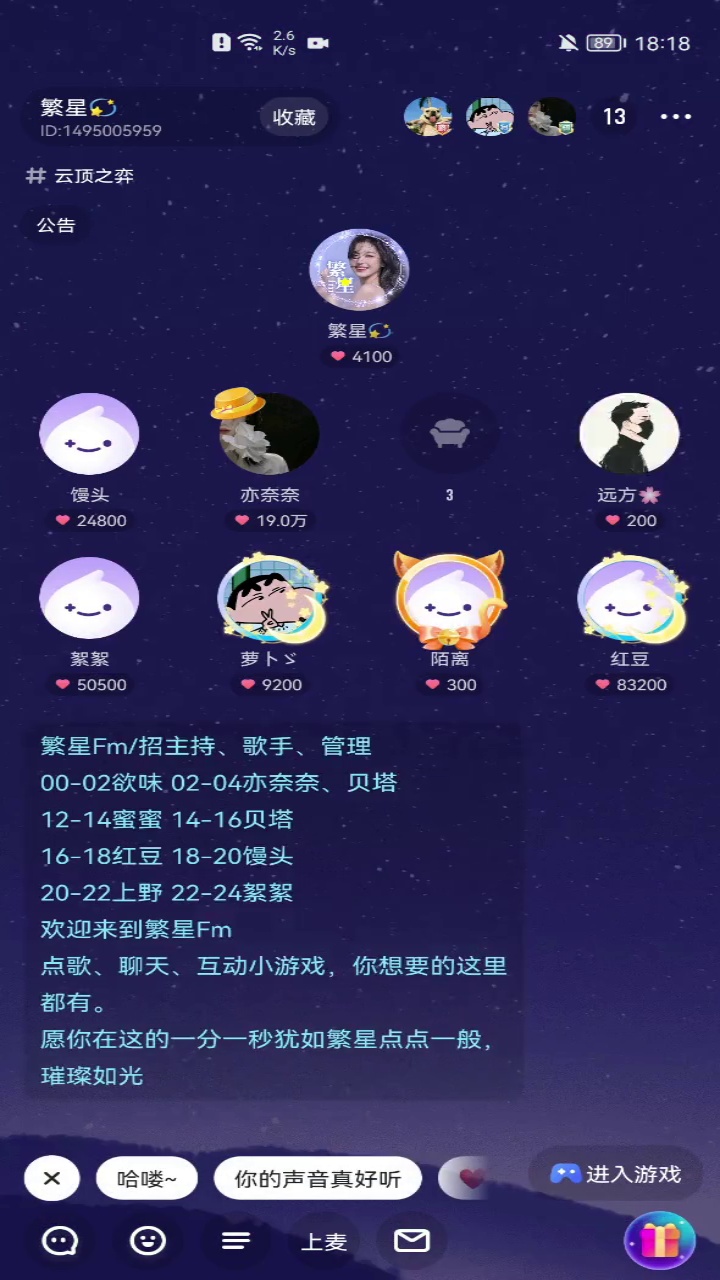 2.6
K/s
89
18:18
繁星💫
ID:1495005959
收藏
13
# 云顶之弈
公告
繁星
繁星💫
4100
馒头
24800
亦奈奈
19.0万
3
远方🌸
200
絮絮
50500
萝卜ゞ
9200
陌离
300
红豆
83200
繁星Fm/招主持、歌手、管理
00-02欲味 02-04亦奈奈、贝塔
12-14蜜蜜 14-16贝塔
16-18红豆 18-20馒头
20-22上野 22-24絮絮
欢迎来到繁星Fm
点歌、聊天、互动小游戏，你想要的这里
都有。
愿你在这的一分一秒犹如繁星点点一般，
璀璨如光
哈喽~
你的声音真好听
进入游戏
上麦